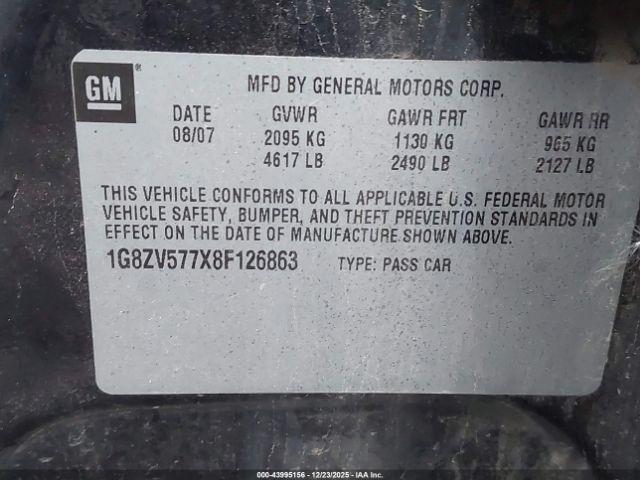 GM®
MFD BY GENERAL MOTORS CORP.
DATE GVWR GAWR FRT GAWR RR
08/07 2095 KG 1130 KG 965 KG
4617 LB 2490 LB 2127 LB
THIS VEHICLE CONFORMS TO ALL APPLICABLE U.S. FEDERAL MOTOR
VEHICLE SAFETY, BUMPER, AND THEFT PREVENTION STANDARDS IN
EFFECT ON THE DATE OF MANUFACTURE SHOWN ABOVE.
1G8ZV577X8F126863 TYPE: PASS CAR
000-43995156 | 12/23/2025 | IAAI.COM